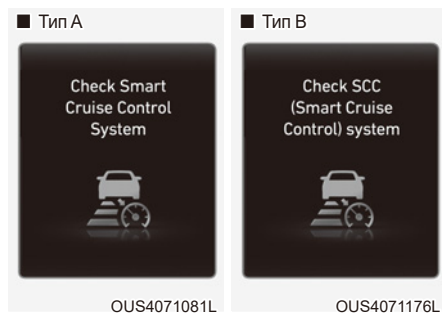 ■ Тип A
Check Smart
Cruise Control
System
OUS4071081L
■ Тип B
Check SCC
(Smart Cruise
Control) system
OUS4071176L